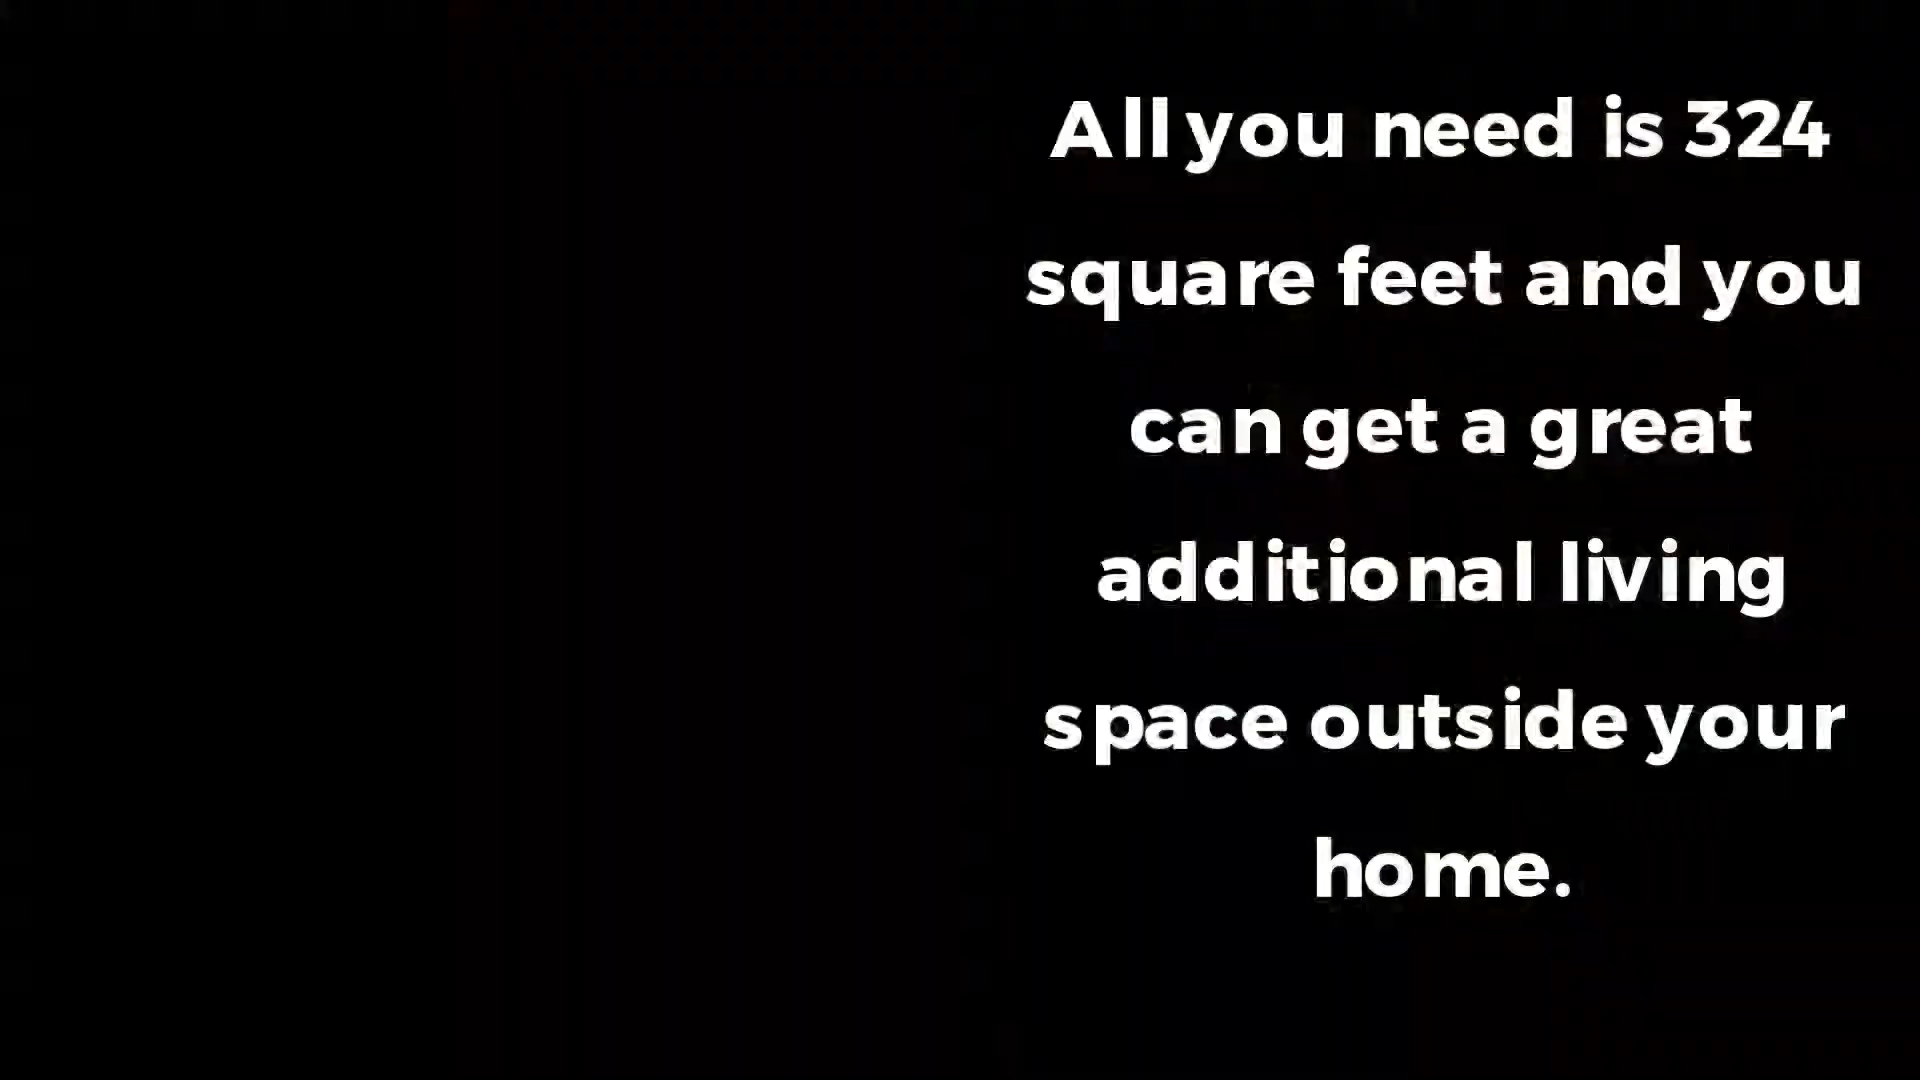 All you need is 324
square feet and you
can get a great
additional living
space outside your
home.